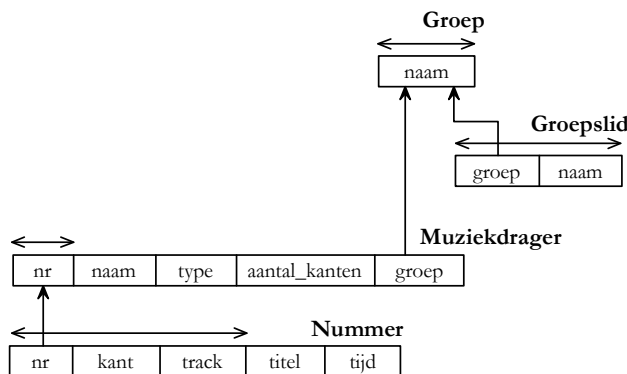 Groep
naam
Groepslid
groep naam
Muziekdrager
nr naam type aantal_kanten groep
Nummer
nr kant track titel tijd